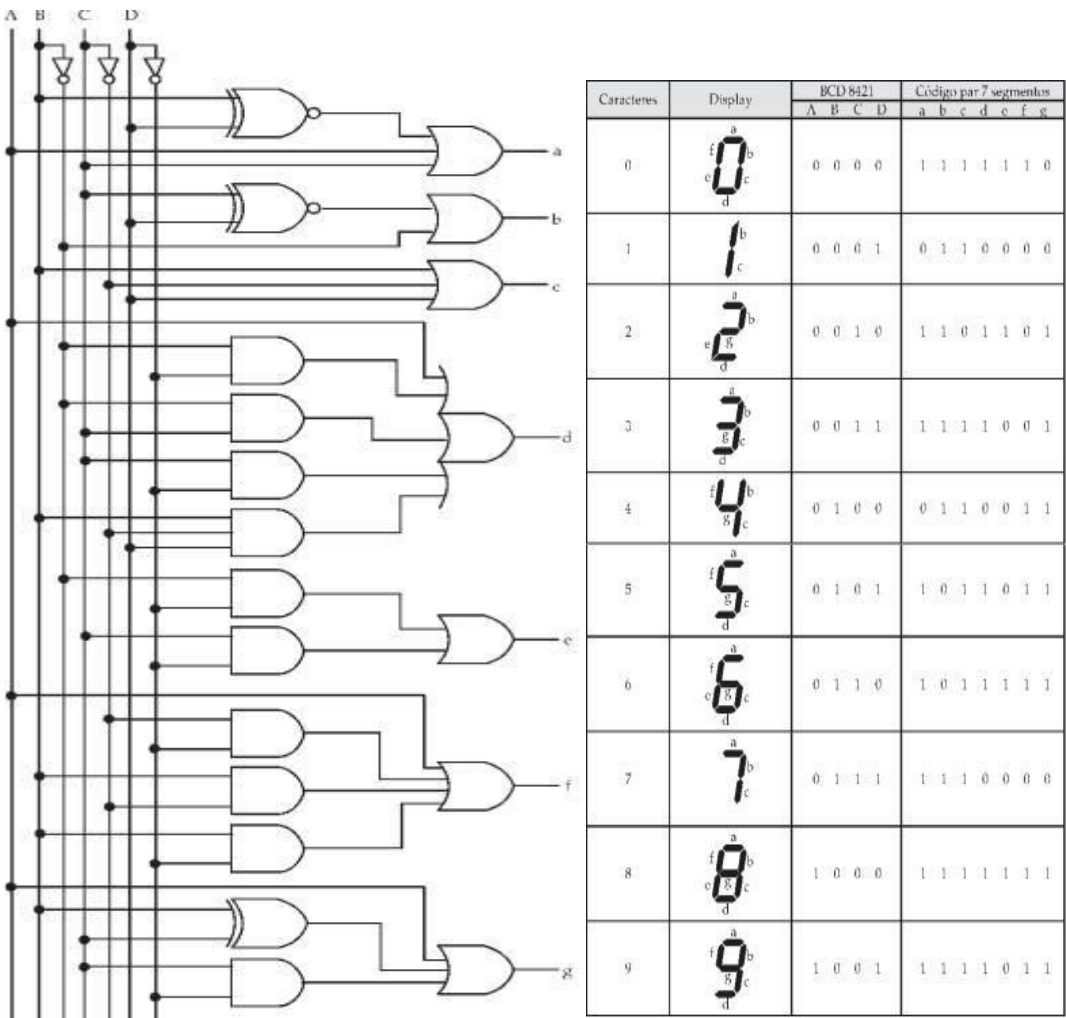 A B C D
a
b
c
d
e
f
g
Caracteres Display BCD 8421 Código par 7 segmentos
A B C D a b c d e f g
0 a f b e c d 0 0 0 0 1 1 1 1 1 1 0
1 b c 0 0 0 1 0 1 1 0 0 0 0
2 a b e g d 0 0 1 0 1 1 0 1 1 0 1
3 a b g c d 0 0 1 1 1 1 1 1 0 0 1
4 f b g c 0 1 0 0 0 1 1 0 0 1 1
5 a f g c d 0 1 0 1 1 0 1 1 0 1 1
6 a f e g c d 0 1 1 0 1 0 1 1 1 1 1
7 a b c 0 1 1 1 1 1 1 0 0 0 0
8 a f b e g c d 1 0 0 0 1 1 1 1 1 1 1
9 a f b g c d 1 0 0 1 1 1 1 1 0 1 1